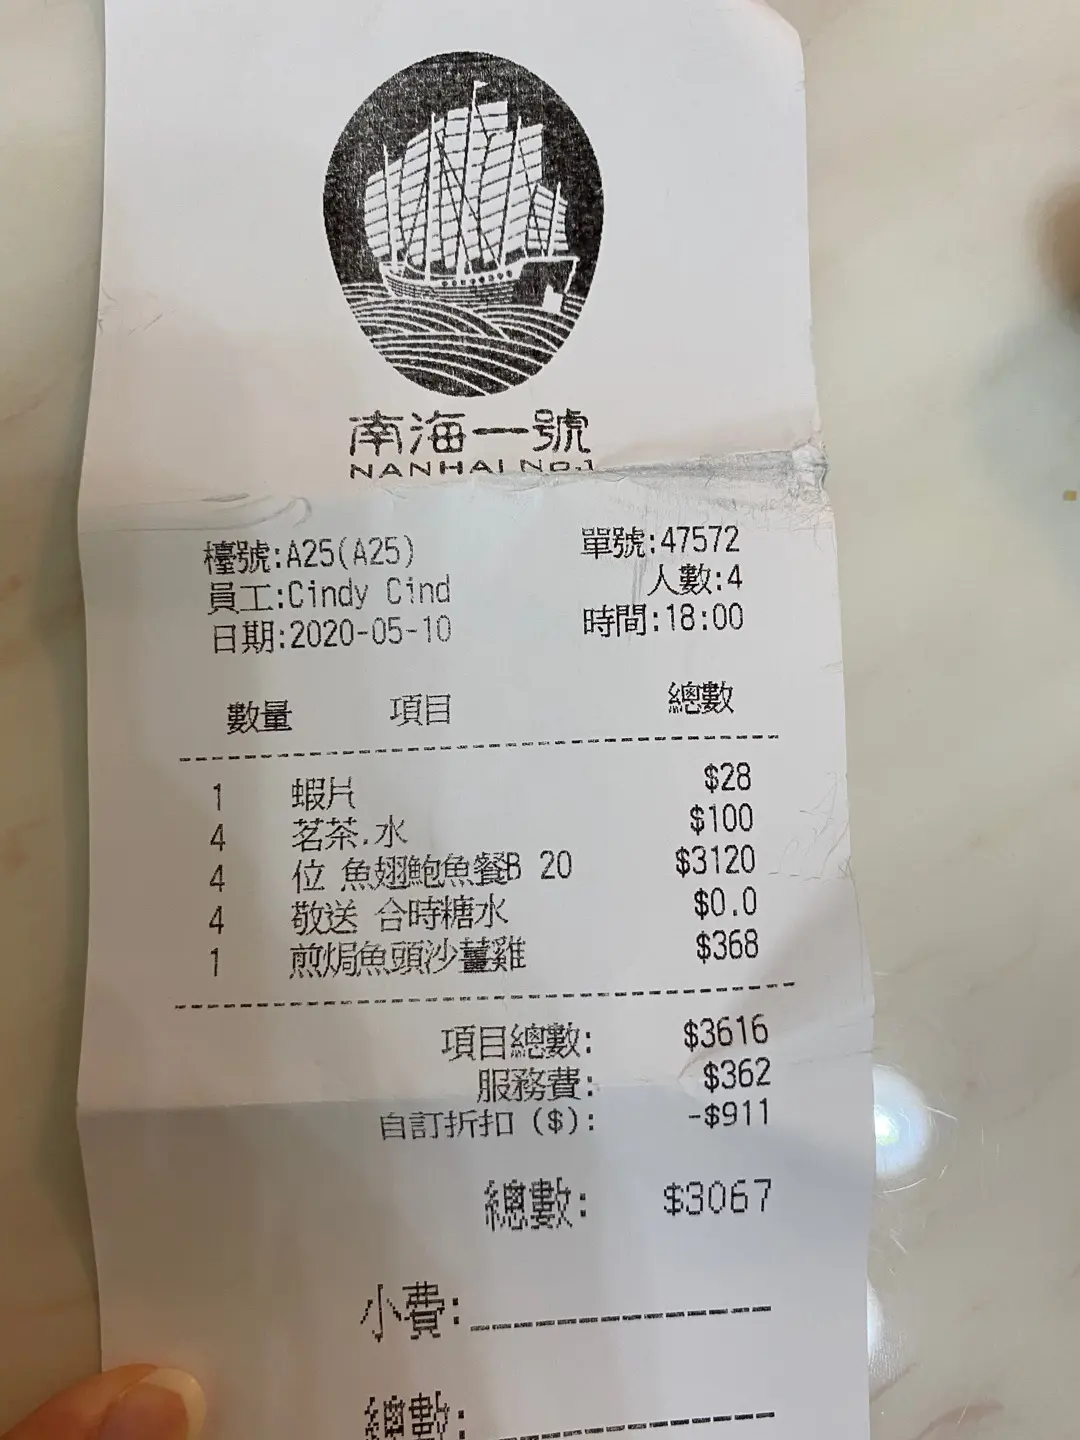 南海一號
NANHAI No.1
檯號:A25(A25) 單號:47572
員工:Cindy Cind 人數:4
日期:2020-05-10 時間:18:00
數量 項目 總數
1 蝦片 $28
4 茗茶.水 $100
4 位 魚翅鮑魚餐B 20 $3120
4 敬送 合時糖水 $0.0
1 煎焗魚頭沙薑雞 $368
項目總數: $3616
服務費: $362
自訂折扣 ($): -$911
總數: $3067
小費:
總數: